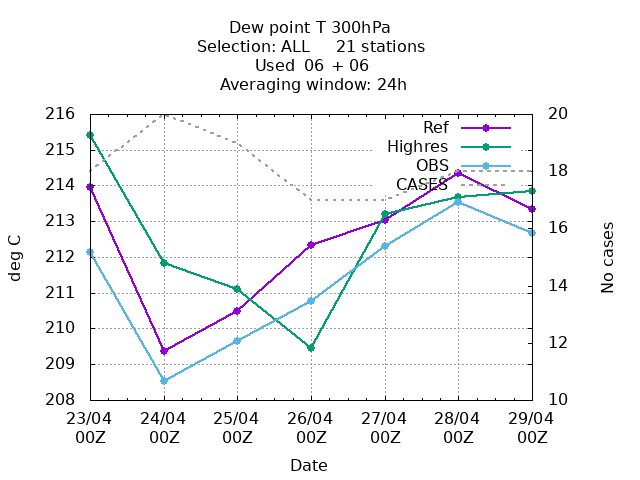 Dew point T 300hPa
Selection: ALL     21 stations
Used  06 + 06
Averaging window: 24h
216
215
214
213
212
211
210
209
208
20
18
16
14
12
10
Ref
Highres
OBS
CASES
deg C
No cases
23/04 24/04 25/04 26/04 27/04 28/04 29/04
00Z 00Z 00Z 00Z 00Z 00Z 00Z
Date